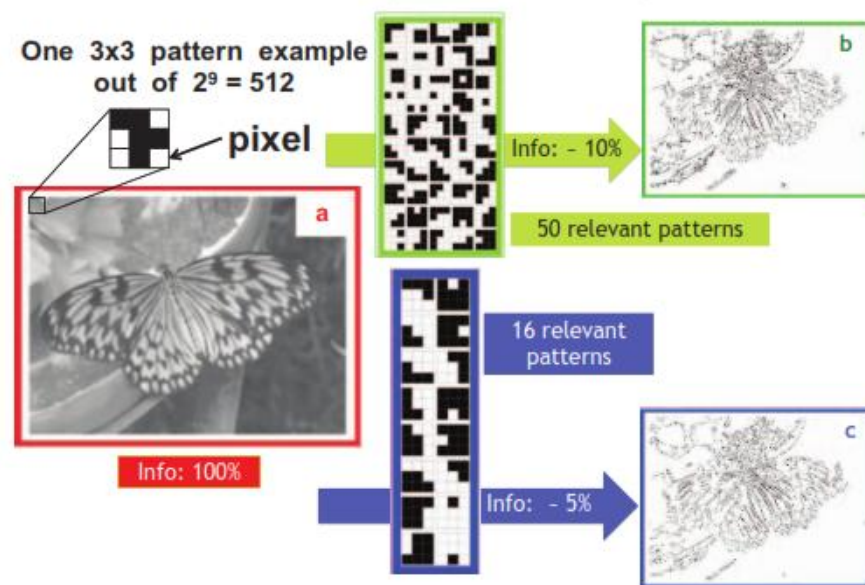 One 3x3 pattern example
out of 2⁹ = 512
pixel
a
Info: 100%
Info: ~ 10%
50 relevant patterns
b
16 relevant
patterns
Info: ~ 5%
c